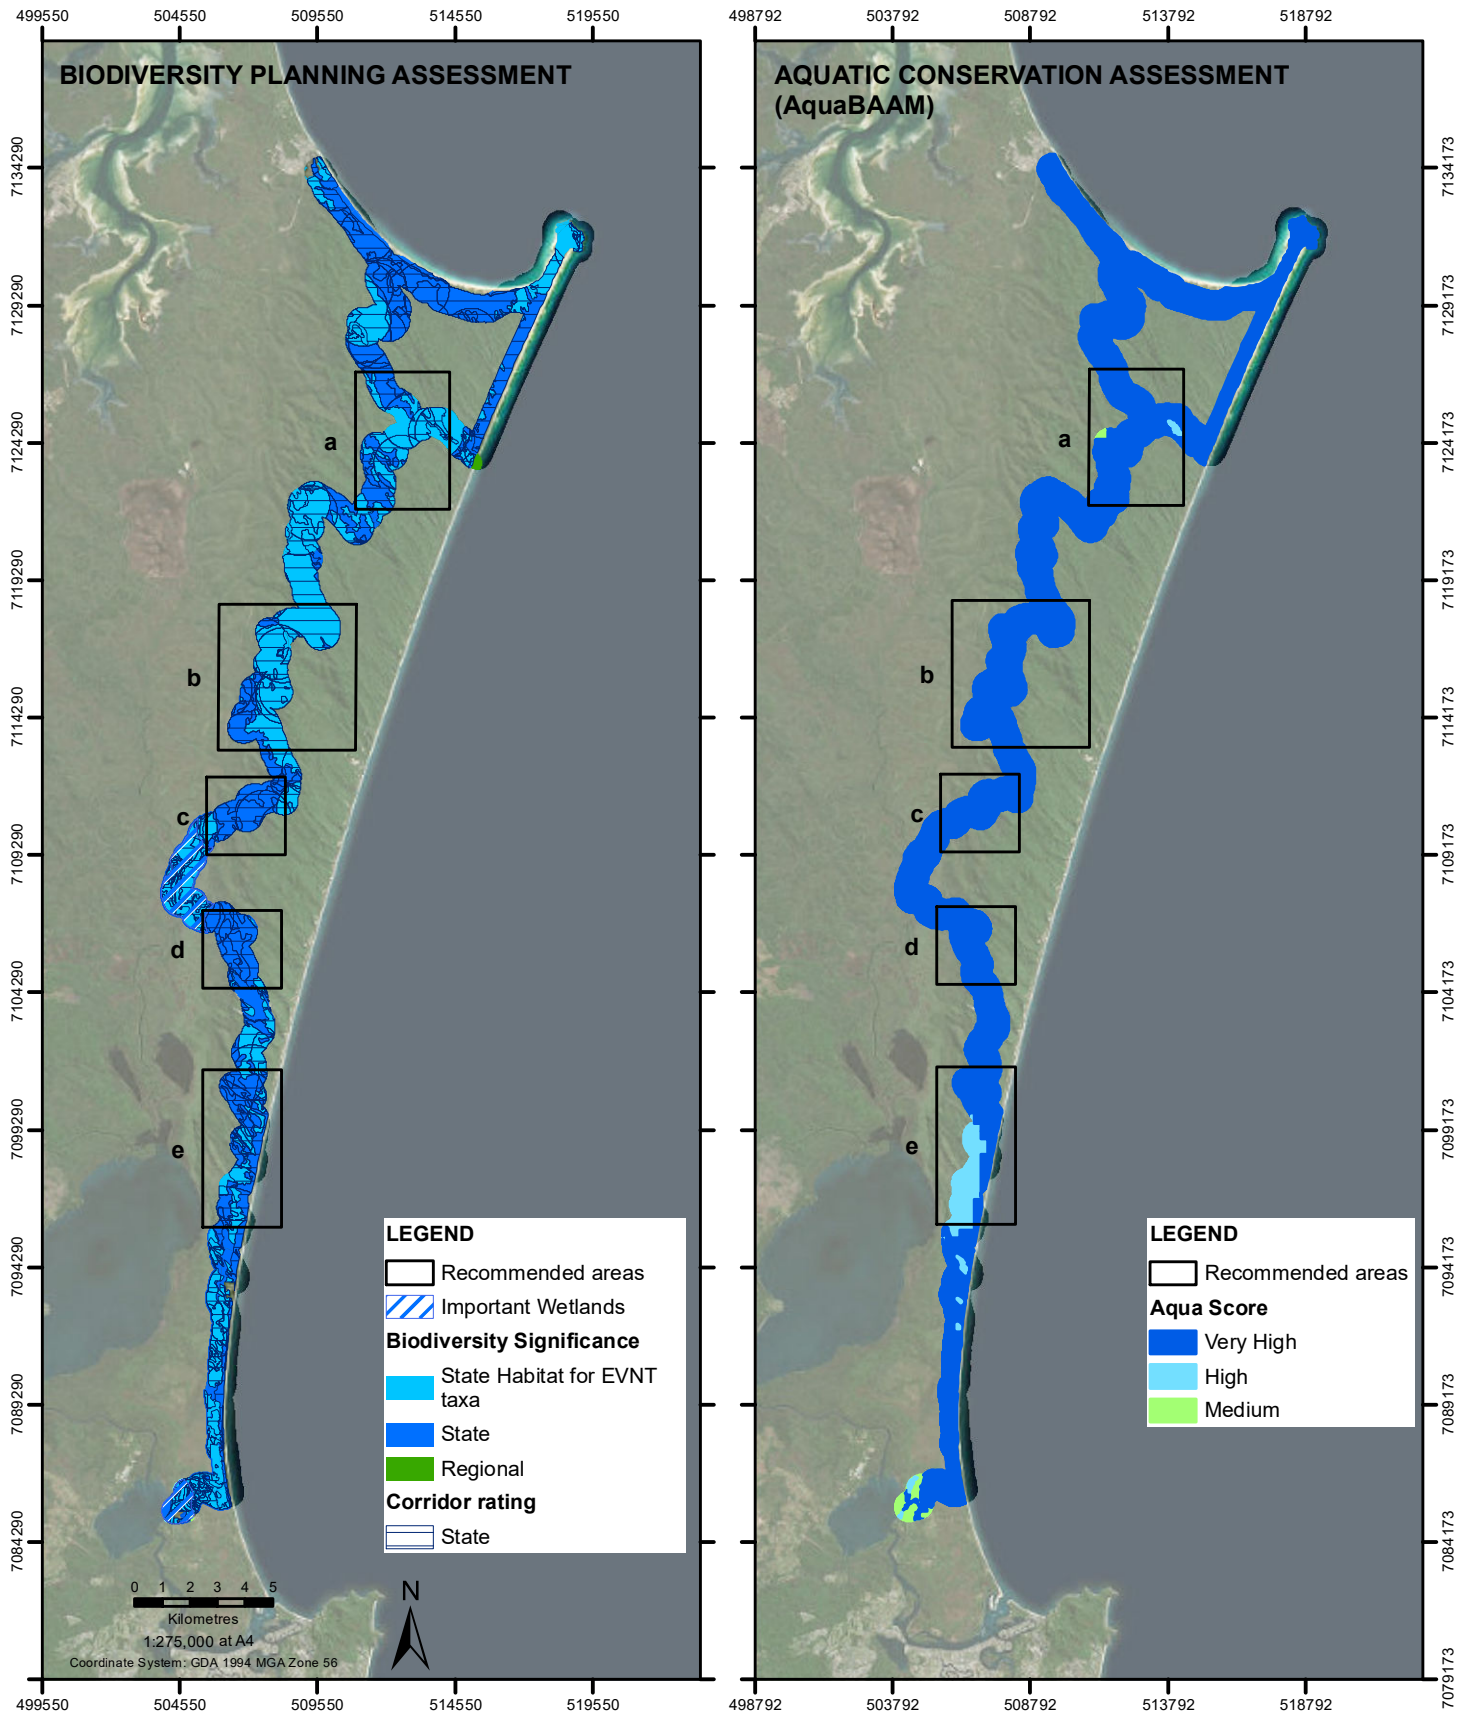 499550 504550 509550 514550 519550
498792 503792 508792 513792 518792
BIODIVERSITY PLANNING ASSESSMENT
AQUATIC CONSERVATION ASSESSMENT
(AquaBAAM)
7134290
7129290
7124290
7119290
7114290
7109290
7104290
7099290
7094290
7089290
7084290
a
b
c
d
e
LEGEND
Recommended areas
Important Wetlands
Biodiversity Significance
State Habitat for EVNT
taxa
State
Regional
Corridor rating
State
0 1 2 3 4 5
Kilometres
1:275,000 at A4
Coordinate System: GDA 1994 MGA Zone 56
N
a
b
c
d
e
LEGEND
Recommended areas
Aqua Score
Very High
High
Medium
7134173
7129173
7124173
7119173
7114173
7109173
7104173
7099173
7094173
7089173
7084173
7079173
499550 504550 509550 514550 519550
498792 503792 508792 513792 518792